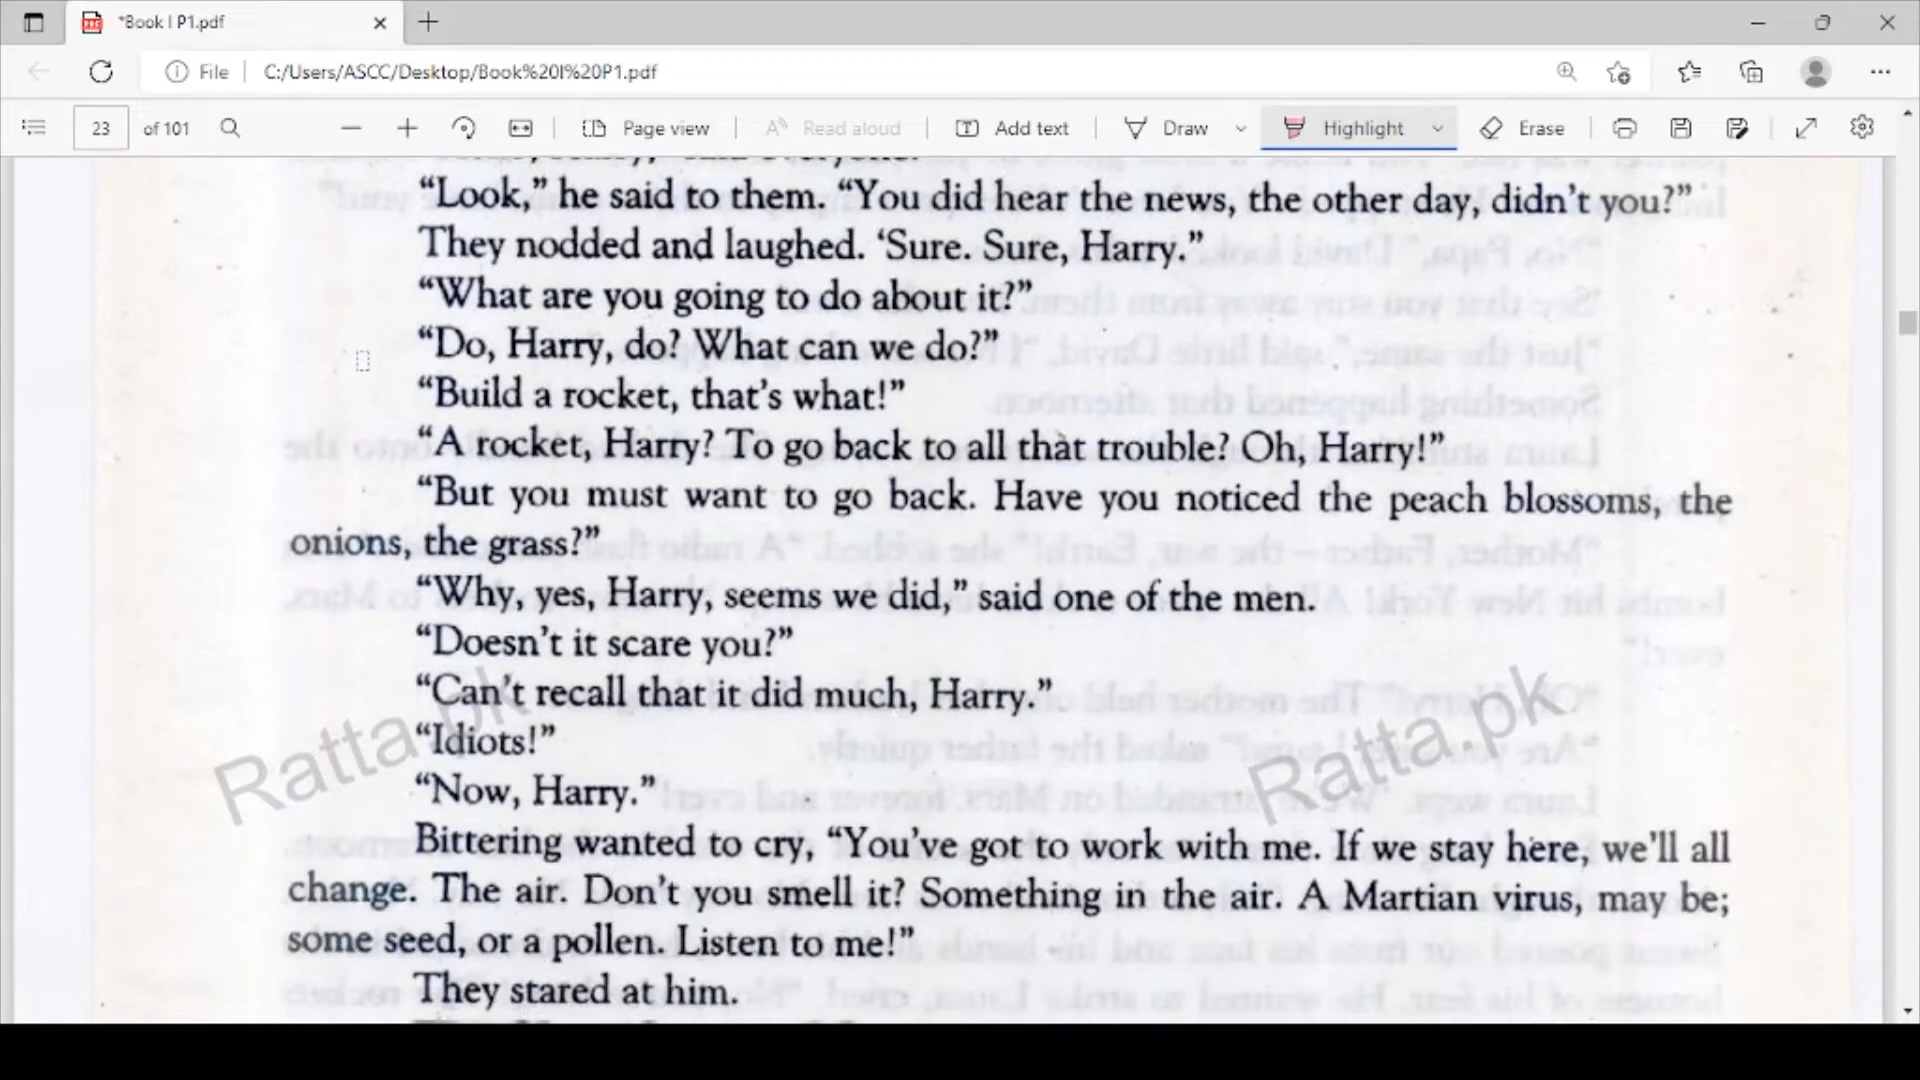 *Book I P1.pdf
File
C:/Users/ASCC/Desktop/Book%20I%20P1.pdf
23 of 101
Page view
Read aloud
Add text
Draw
Highlight
Erase
“Look,” he said to them. “You did hear the news, the other day, didn’t you?”
They nodded and laughed. ‘Sure. Sure, Harry.”
“What are you going to do about it?”
“Do, Harry, do? What can we do?”
“Build a rocket, that’s what!”
“A rocket, Harry? To go back to all that trouble? Oh, Harry!”
“But you must want to go back. Have you noticed the peach blossoms, the
onions, the grass?”
“Why, yes, Harry, seems we did,” said one of the men.
“Doesn’t it scare you?”
“Can’t recall that it did much, Harry.”
“Idiots!”
“Now, Harry.”
Bittering wanted to cry, “You’ve got to work with me. If we stay here, we’ll all
change. The air. Don’t you smell it? Something in the air. A Martian virus, may be;
some seed, or a pollen. Listen to me!”
They stared at him.
Ratta.pk
Ratta.pk